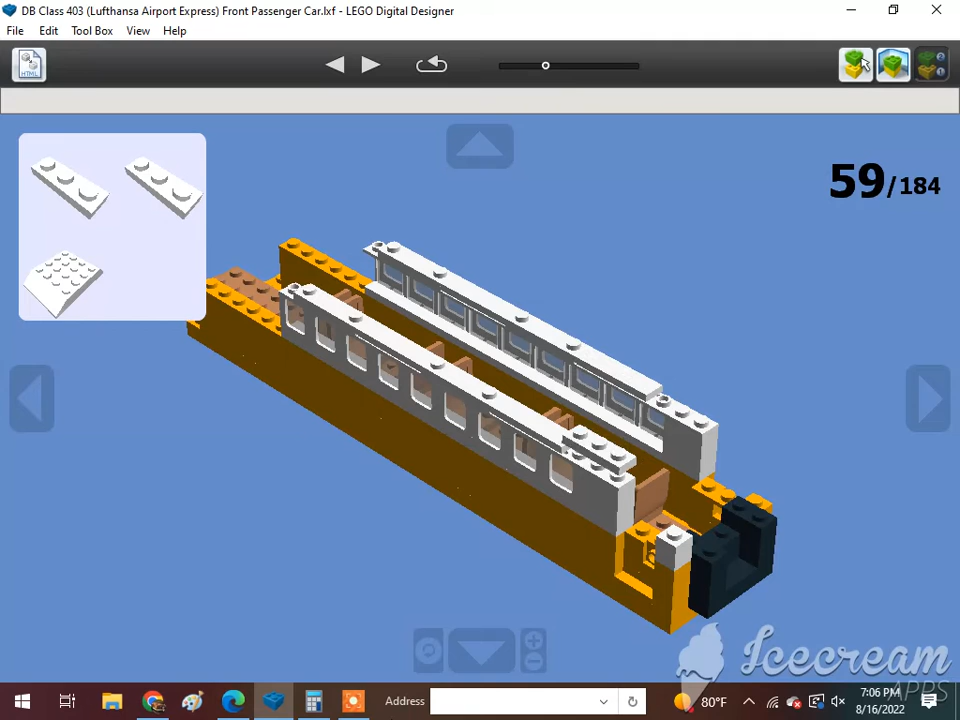 DB Class 403 (Lufthansa Airport Express) Front Passenger Car.lxf - LEGO Digital Designer
File Edit Tool Box View Help
HTML
59/184
Icecream
APPS
Address
80°F
7:06 PM
8/16/2022